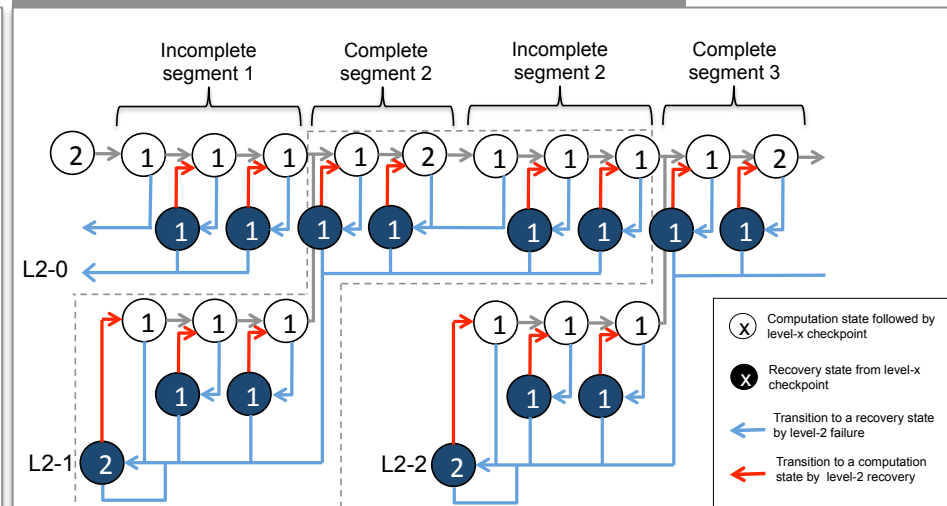 Incomplete
segment 1
Complete
segment 2
Incomplete
segment 2
Complete
segment 3
2 1 1 1 1 2 1 1 1 1 2
1 1 1 1 1 1 1 1
L2-0
1 1 1 1 1 1
1 1 1 1
L2-1 2 L2-2 2
x Computation state followed by
level-x checkpoint
x Recovery state from level-x
checkpoint
Transition to a recovery state
by level-2 failure
Transition to a computation
state by level-2 recovery